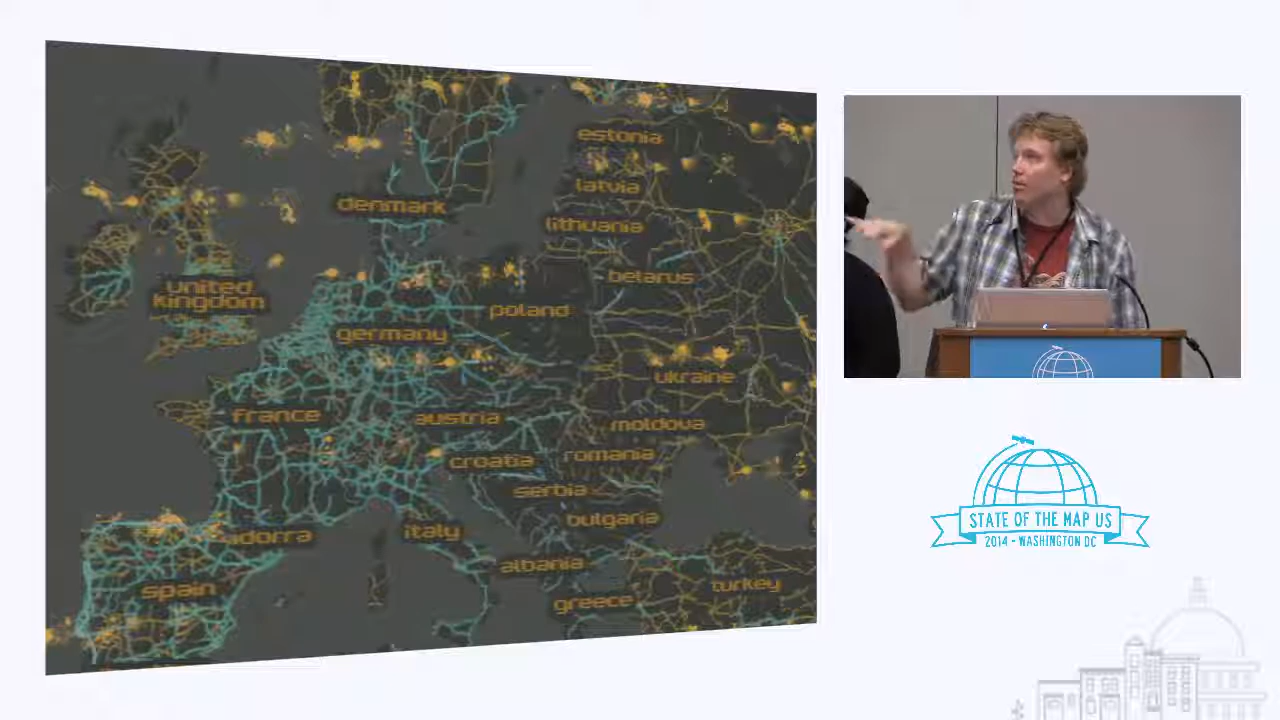 estonia
latvia
denmark
lithuania
belarus
united
kingdom
poland
germany
ukraine
france
austria
moldova
croatia
romania
serbia
bulgaria
idorra
italy
albania
spain
turkey
greece
STATE OF THE MAP US
2014 - WASHINGTON DC